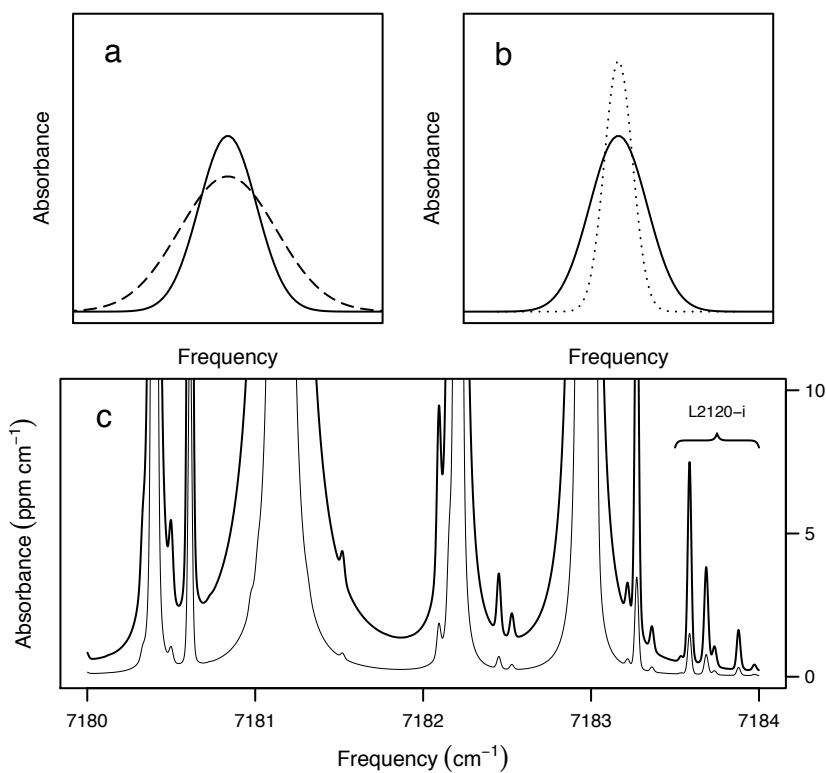 a
b
Absorbance
Absorbance
Frequency
Frequency
c
L2120−i
10
5
0
Absorbance (ppm cm⁻¹)
7180
7181
7182
7183
7184
Frequency (cm⁻¹)